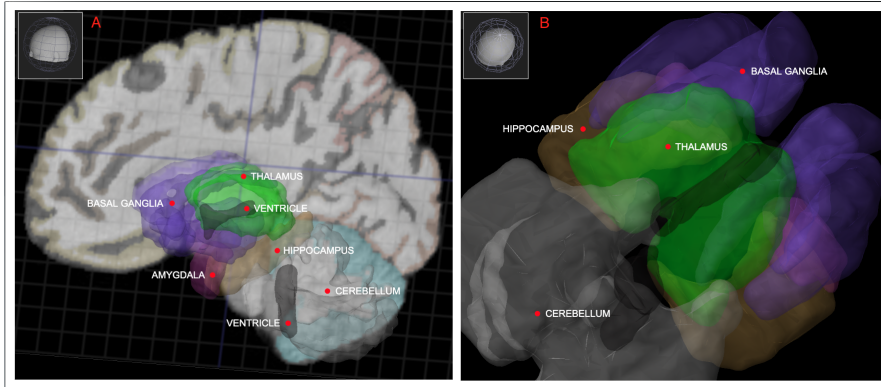 A
THALAMUS
BASAL GANGLIA
VENTRICLE
HIPPOCAMPUS
AMYGDALA
CEREBELLUM
VENTRICLE
B
BASAL GANGLIA
HIPPOCAMPUS
THALAMUS
CEREBELLUM